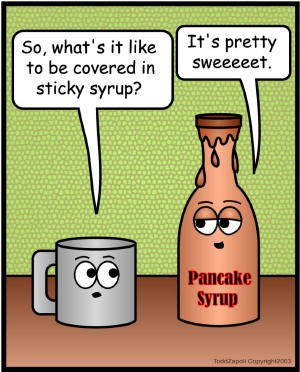 So, what's it like
to be covered in
sticky syrup?
It's pretty
sweeeeet.
Pancake
Syrup
ToddZapoli Copyright2003